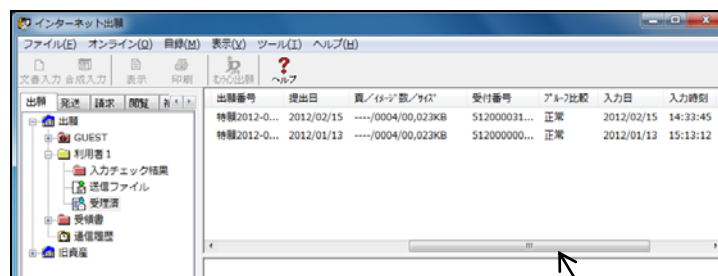 インターネット出願
ファイル(F) オンライン(O) 目録(M) 表示(V) ツール(I) ヘルプ(H)
文書入力 合成入力 表示 印刷 わかん出願 ヘルプ
出願 発送 請求 閲覧
出願番号 提出日 頁/イメージ数/サイズ 受付番号 プルーフ比較 入力日 入力時刻
特願2012-0... 2012/02/15 ----/0004/00,023KB 512000031... 正常 2012/02/15 14:33:45
特願2012-0... 2012/01/13 ----/0004/00,023KB 512000000... 正常 2012/01/13 15:13:12
出願
GUEST
利用者1
入力チェック結果
送信ファイル
受理済
受領書
通信履歴
旧資産